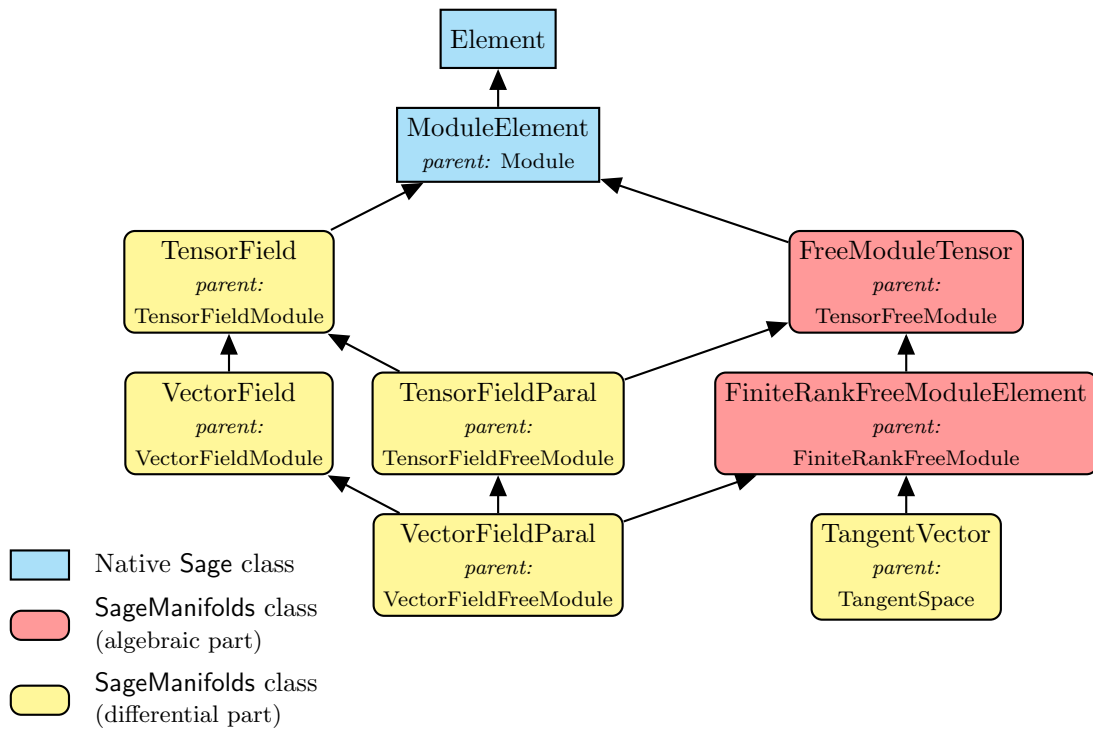 Element
ModuleElement
parent: Module
TensorField
parent:
TensorFieldModule
FreeModuleTensor
parent:
TensorFreeModule
VectorField
parent:
VectorFieldModule
TensorFieldParal
parent:
TensorFieldFreeModule
FiniteRankFreeModuleElement
parent:
FiniteRankFreeModule
VectorFieldParal
parent:
VectorFieldFreeModule
TangentVector
parent:
TangentSpace
Native Sage class
SageManifolds class
(algebraic part)
SageManifolds class
(differential part)